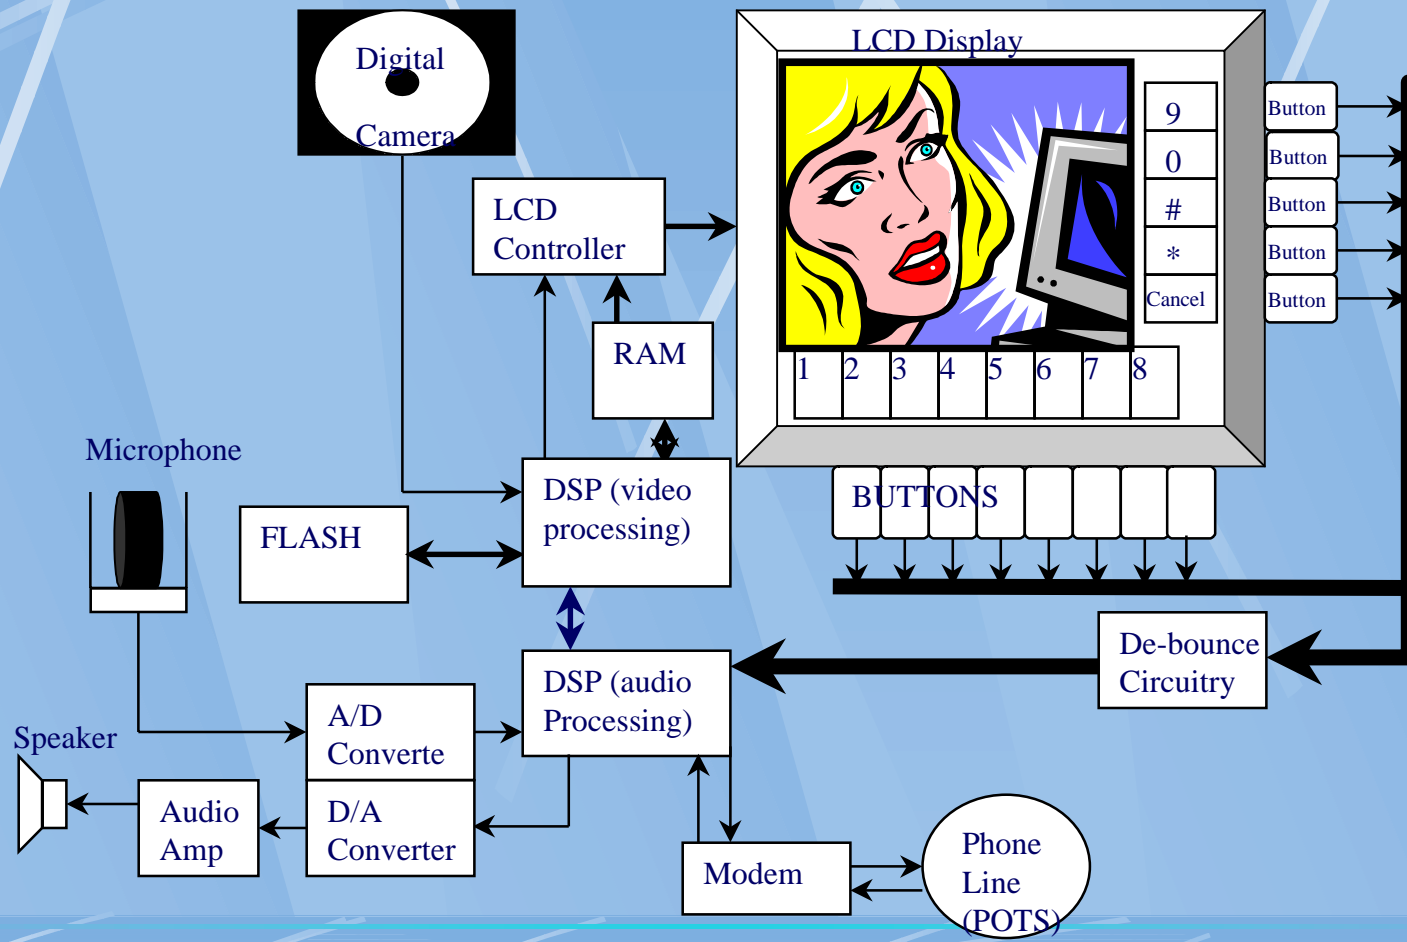 Digital
Camera
LCD Display
9
0
#
*
Cancel
Button
Button
Button
Button
Button
LCD
Controller
RAM
1 2 3 4 5 6 7 8
Microphone
BUTTONS
DSP (video
processing)
FLASH
De-bounce
Circuitry
DSP (audio
Processing)
A/D
Converte
Speaker
Audio
Amp
D/A
Converter
Modem
Phone
Line
(POTS)